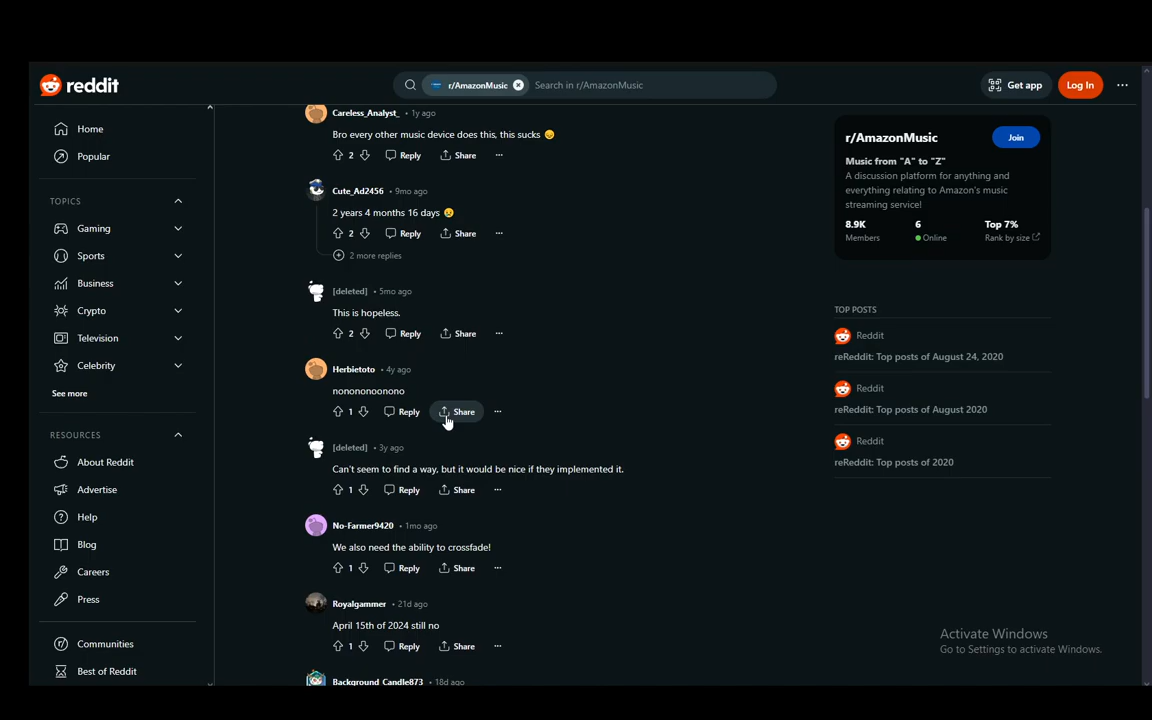 reddit
r/AmazonMusic
Search in r/AmazonMusic
Get app
Log In
Home
Popular
TOPICS
Gaming
Sports
Business
Crypto
Television
Celebrity
See more
RESOURCES
About Reddit
Advertise
Help
Blog
Careers
Press
Communities
Best of Reddit
Careless_Analyst_ • 1y ago
Bro every other music device does this, this sucks 😞
2 Reply Share
Cute_Ad2456 • 9mo ago
2 years 4 months 16 days 😢
2 Reply Share
2 more replies
[deleted] • 5mo ago
This is hopeless.
2 Reply Share
Herbietoto • 4y ago
nonononoonono
1 Reply Share
[deleted] • 3y ago
Can't seem to find a way, but it would be nice if they implemented it.
1 Reply Share
No-Farmer9420 • 1mo ago
We also need the ability to crossfade!
1 Reply Share
Royalgammer • 21d ago
April 15th of 2024 still no
1 Reply Share
Background_Candle873 • 18d ago
r/AmazonMusic
Join
Music from "A" to "Z"
A discussion platform for anything and
everything relating to Amazon's music
streaming service!
8.9K 6 Top 7%
Members Online Rank by size
TOP POSTS
Reddit
reReddit: Top posts of August 24, 2020
Reddit
reReddit: Top posts of August 2020
Reddit
reReddit: Top posts of 2020
Activate Windows
Go to Settings to activate Windows.